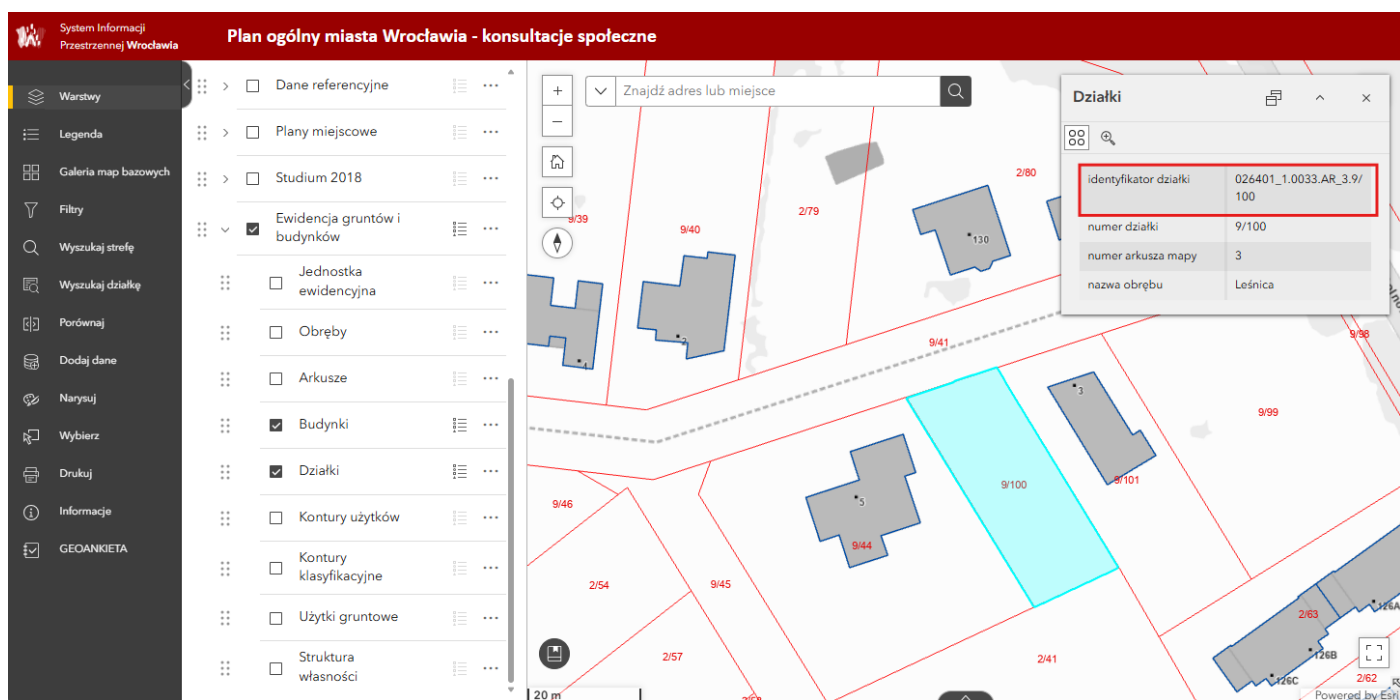 System Informacji
Przestrzennej Wrocławia
Plan ogólny miasta Wrocławia - konsultacje społeczne
Warstwy
Legenda
Galeria map bazowych
Filtry
Wyszukaj strefę
Wyszukaj działkę
Porównaj
Dodaj dane
Narysuj
Wybierz
Drukuj
Informacje
GEOANKIETA
Dane referencyjne
Plany miejscowe
Studium 2018
Ewidencja gruntów i
budynków
Jednostka
ewidencyjna
Obręby
Arkusze
Budynki
Działki
Kontury użytków
Kontury
klasyfikacyjne
Użytki gruntowe
Struktura
własności
Znajdź adres lub miejsce
Działki
identyfikator działki 026401_1.0033.AR_3.9/
100
numer działki 9/100
numer arkusza mapy 3
nazwa obrębu Leśnica
2/80
2/79
9/39
9/40
130
2
4
9/41
9/98
3
9/99
9/100
9/101
9/46
5
9/44
2/54
9/45
2/63
126A
2/57
2/41
126B
126C
2/62
20 m
Powered by Esri